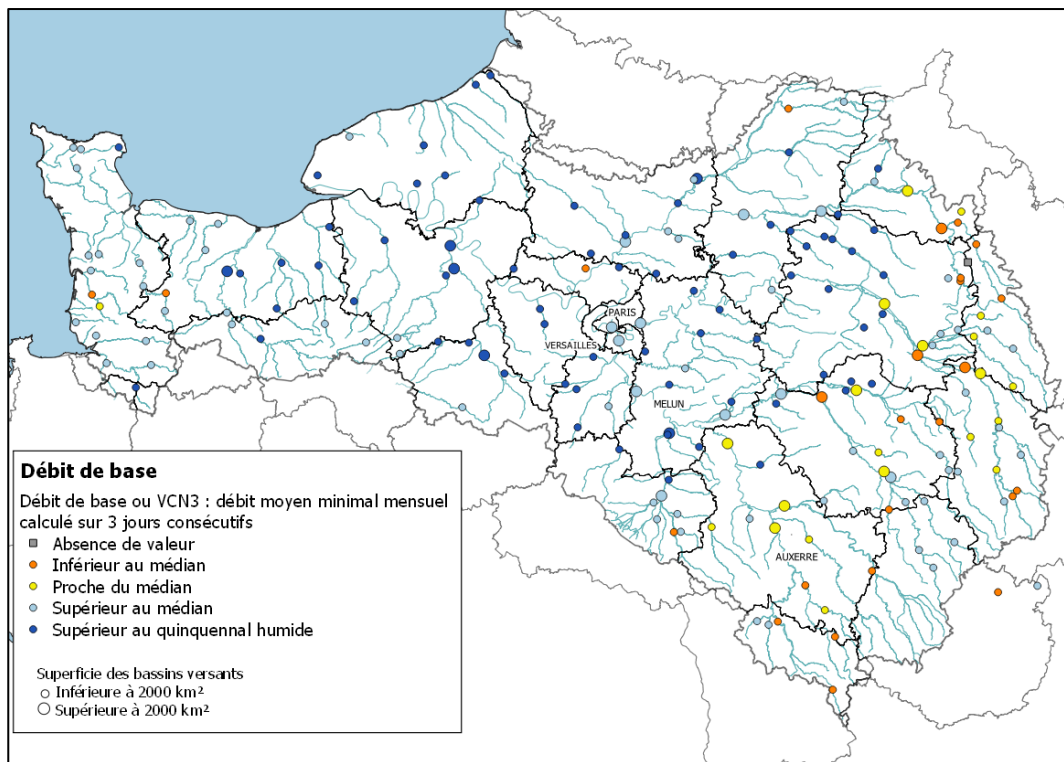 PARIS
VERSAILLES
MELUN
AUXERRE
Débit de base
Débit de base ou VCN3 : débit moyen minimal mensuel
calculé sur 3 jours consécutifs
Absence de valeur
Inférieur au médian
Proche du médian
Supérieur au médian
Supérieur au quinquennal humide
Superficie des bassins versants
Inférieure à 2000 km²
Supérieure à 2000 km²